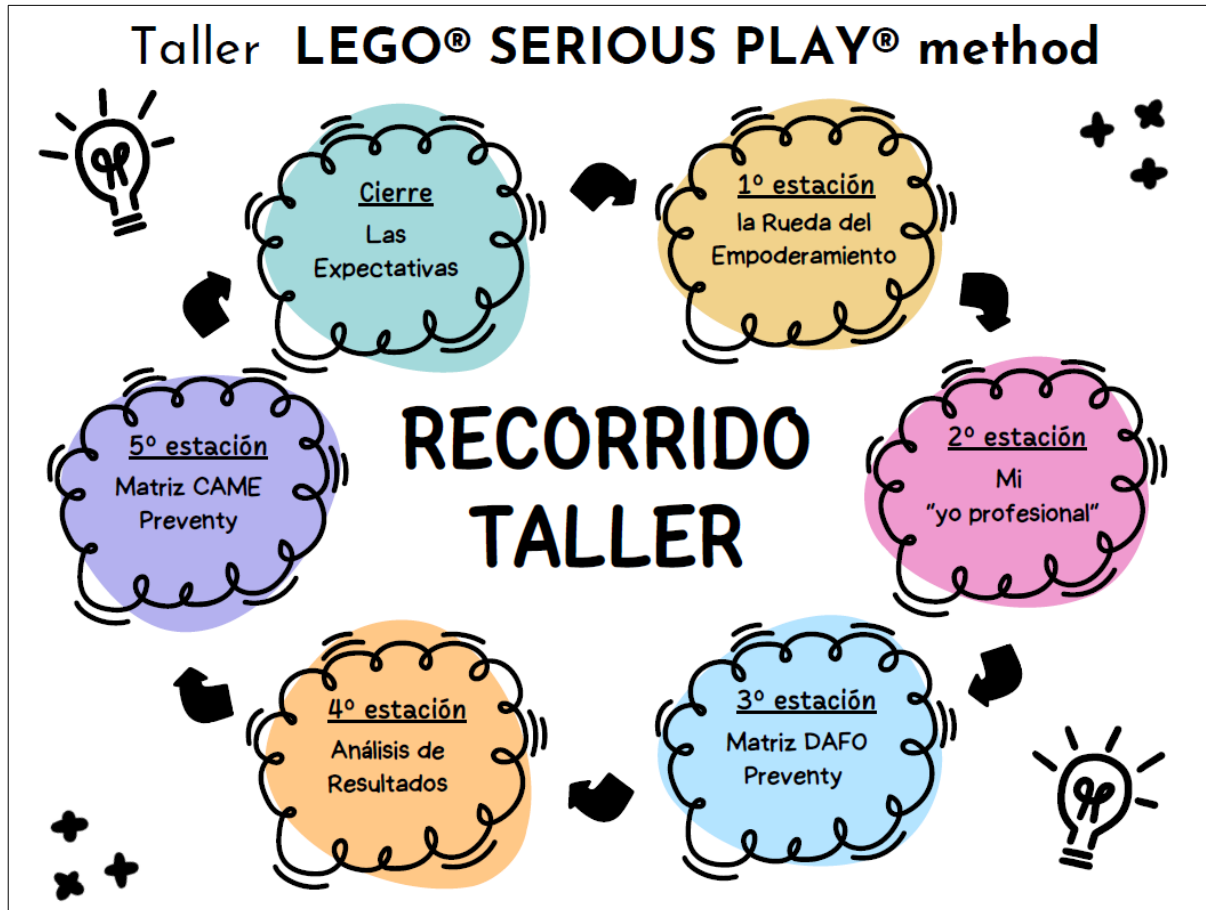 Taller LEGO® SERIOUS PLAY® method
Cierre
Las
Expectativas
1º estación
la Rueda del
Empoderamiento
2º estación
Mi
“yo profesional”
3º estación
Matriz DAFO
Preventy
4º estación
Análisis de
Resultados
5º estación
Matriz CAME
Preventy
RECORRIDO
TALLER